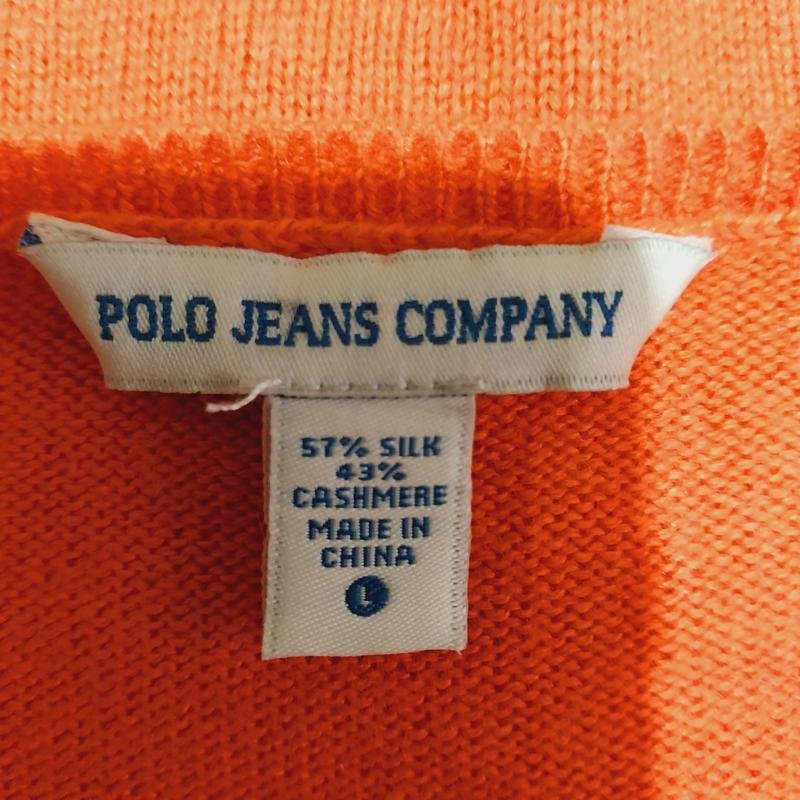 POLO JEANS COMPANY
57% SILK
43%
CASHMERE
MADE IN
CHINA
L